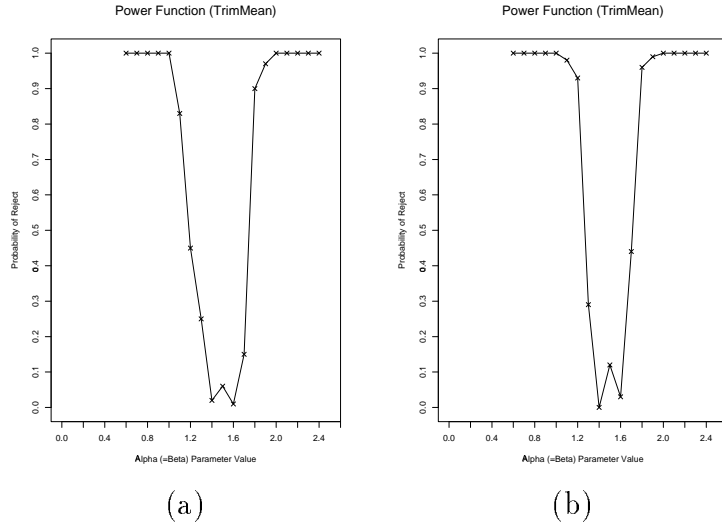 Power Function (TrimMean)
Probability of Reject
1.0
0.9
0.8
0.7
0.6
0.5
0.4
0.3
0.2
0.1
0.0
0.0 0.4 0.8 1.2 1.6 2.0 2.4
Alpha (=Beta) Parameter Value
(a)
Power Function (TrimMean)
Probability of Reject
1.0
0.9
0.8
0.7
0.6
0.5
0.4
0.3
0.2
0.1
0.0
0.0 0.4 0.8 1.2 1.6 2.0 2.4
Alpha (=Beta) Parameter Value
(b)